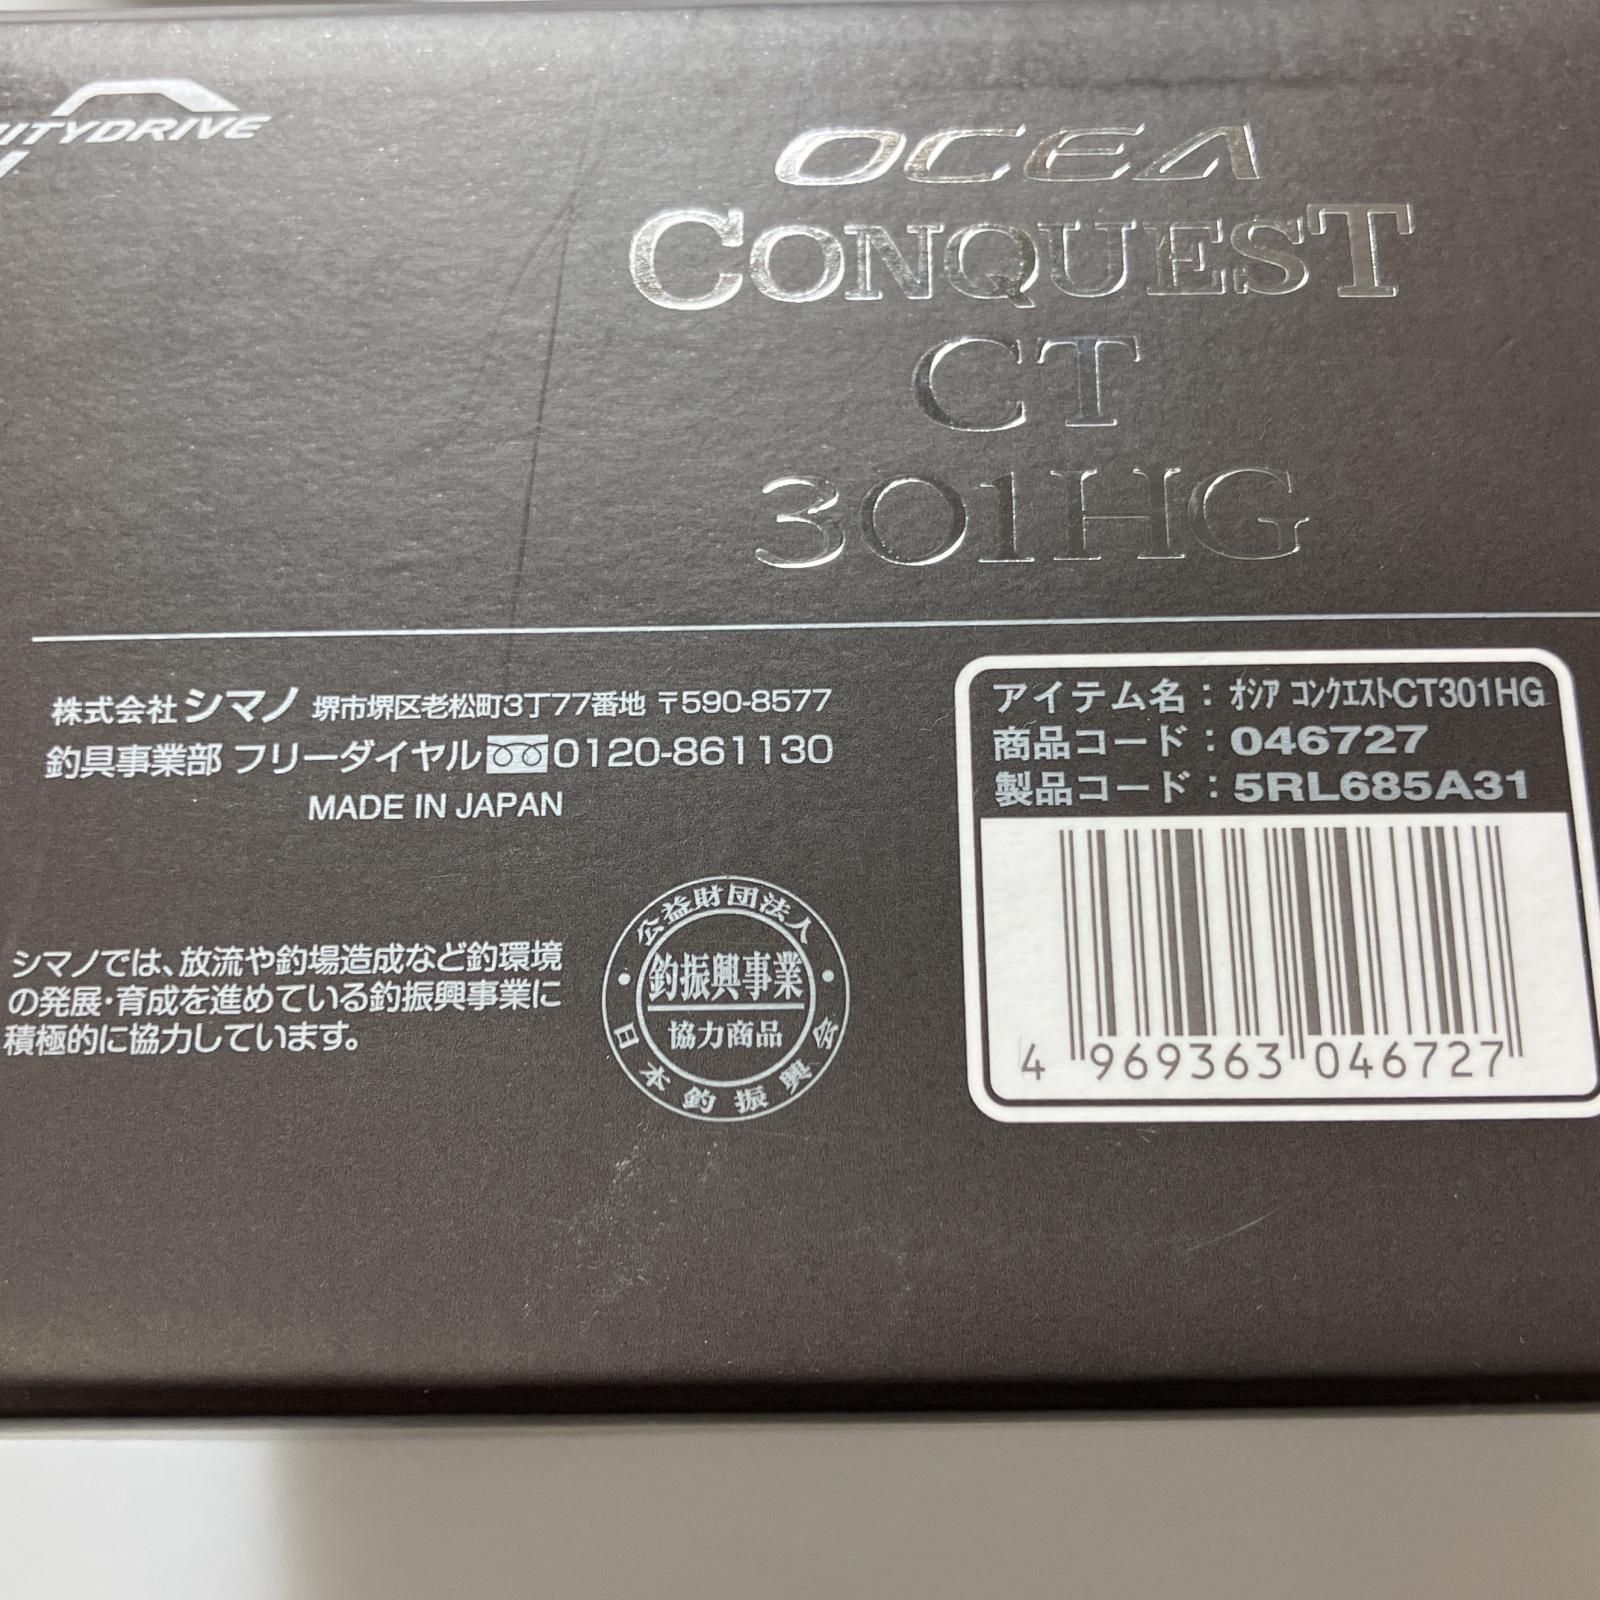 OCEA
CONQUEST
CT
301HG
株式会社シマノ 堺市堺区老松町3丁77番地 〒590-8577
釣具事業部 フリーダイヤル 0120-861130
MADE IN JAPAN
アイテム名：ｵｼｱ ｺﾝｸｴｽﾄCT301HG
商品コード：046727
製品コード：5RL685A31
4 969363 046727
シマノでは、放流や釣場造成など釣環境
の発展・育成を進めている釣振興事業に
積極的に協力しています。
公益財団法人
釣振興事業
協力商品
日本釣振興会